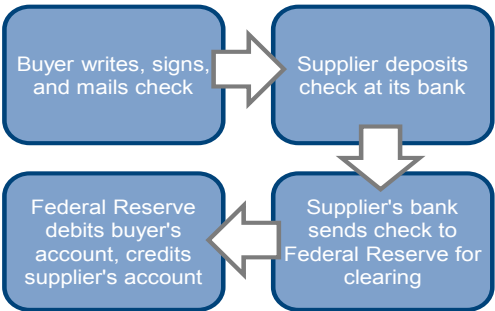 Buyer writes, signs,
and mails check
Supplier deposits
check at its bank
Supplier's bank
sends check to
Federal Reserve for
clearing
Federal Reserve
debits buyer's
account, credits
supplier's account